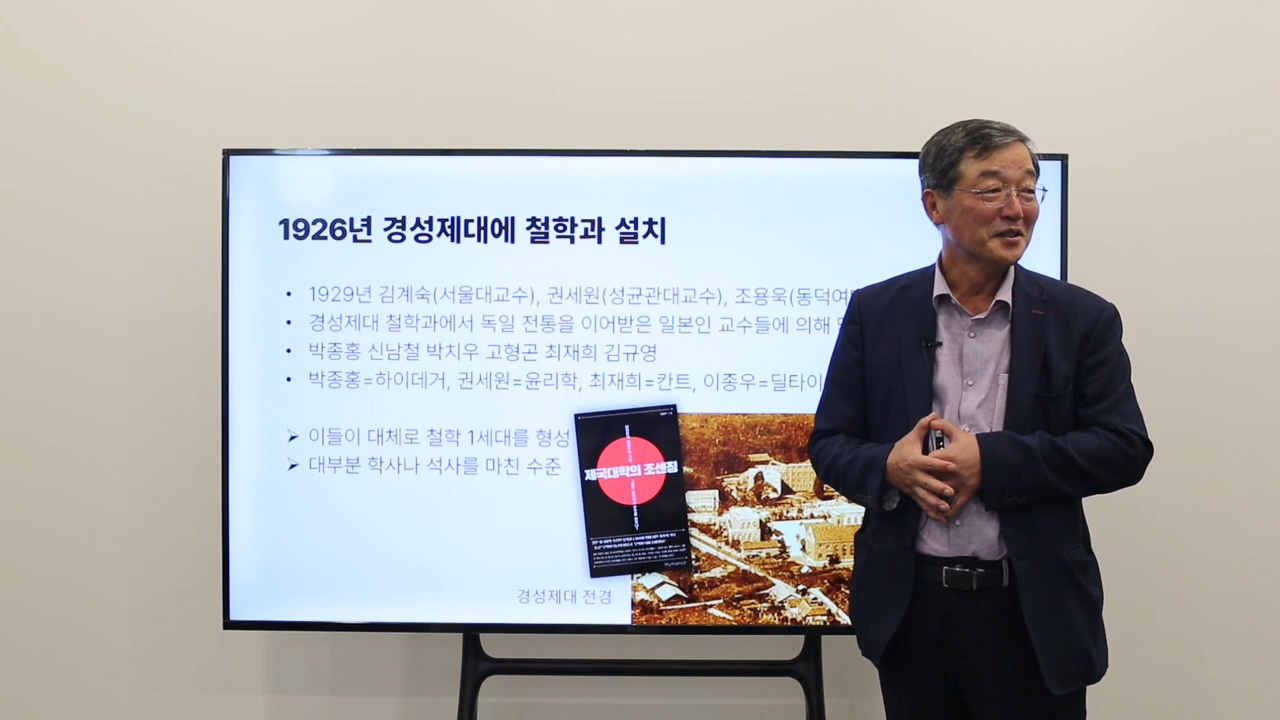 1926년 경성제대에 철학과 설치
• 1929년 김계숙(서울대교수), 권세원(성균관대교수), 조용욱(동덕여
• 경성제대 철학과에서 독일 전통을 이어받은 일본인 교수들에 의해
• 박종홍 신남철 박치우 고형곤 최재희 김규영
• 박종홍=하이데거, 권세원=윤리학, 최재희=칸트, 이종우=딜타이
➢ 이들이 대체로 철학 1세대를 형성
➢ 대부분 학사나 석사를 마친 수준
제국대학의 조센징
경성제대 전경